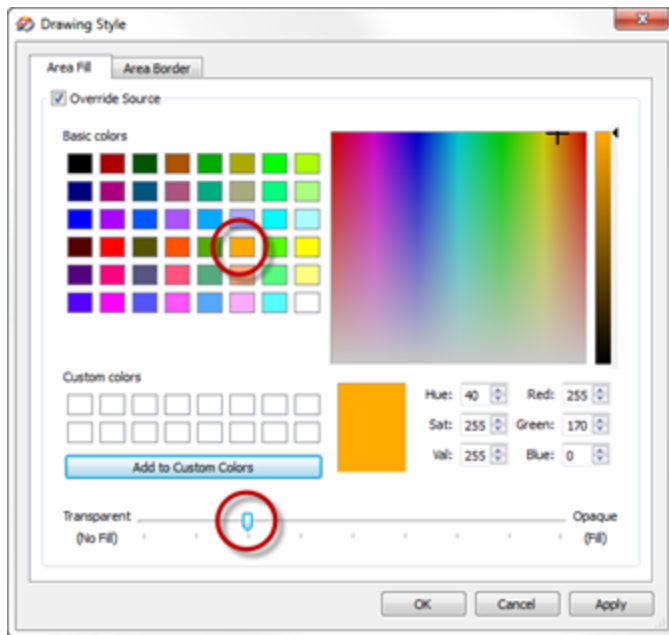 Drawing Style
Area Fill
Area Border
Override Source
Basic colors
Custom colors
Hue: 40 Red: 255
Sat: 255 Green: 170
Val: 255 Blue: 0
Add to Custom Colors
Transparent Opaque
(No Fill) (Fill)
OK Cancel Apply